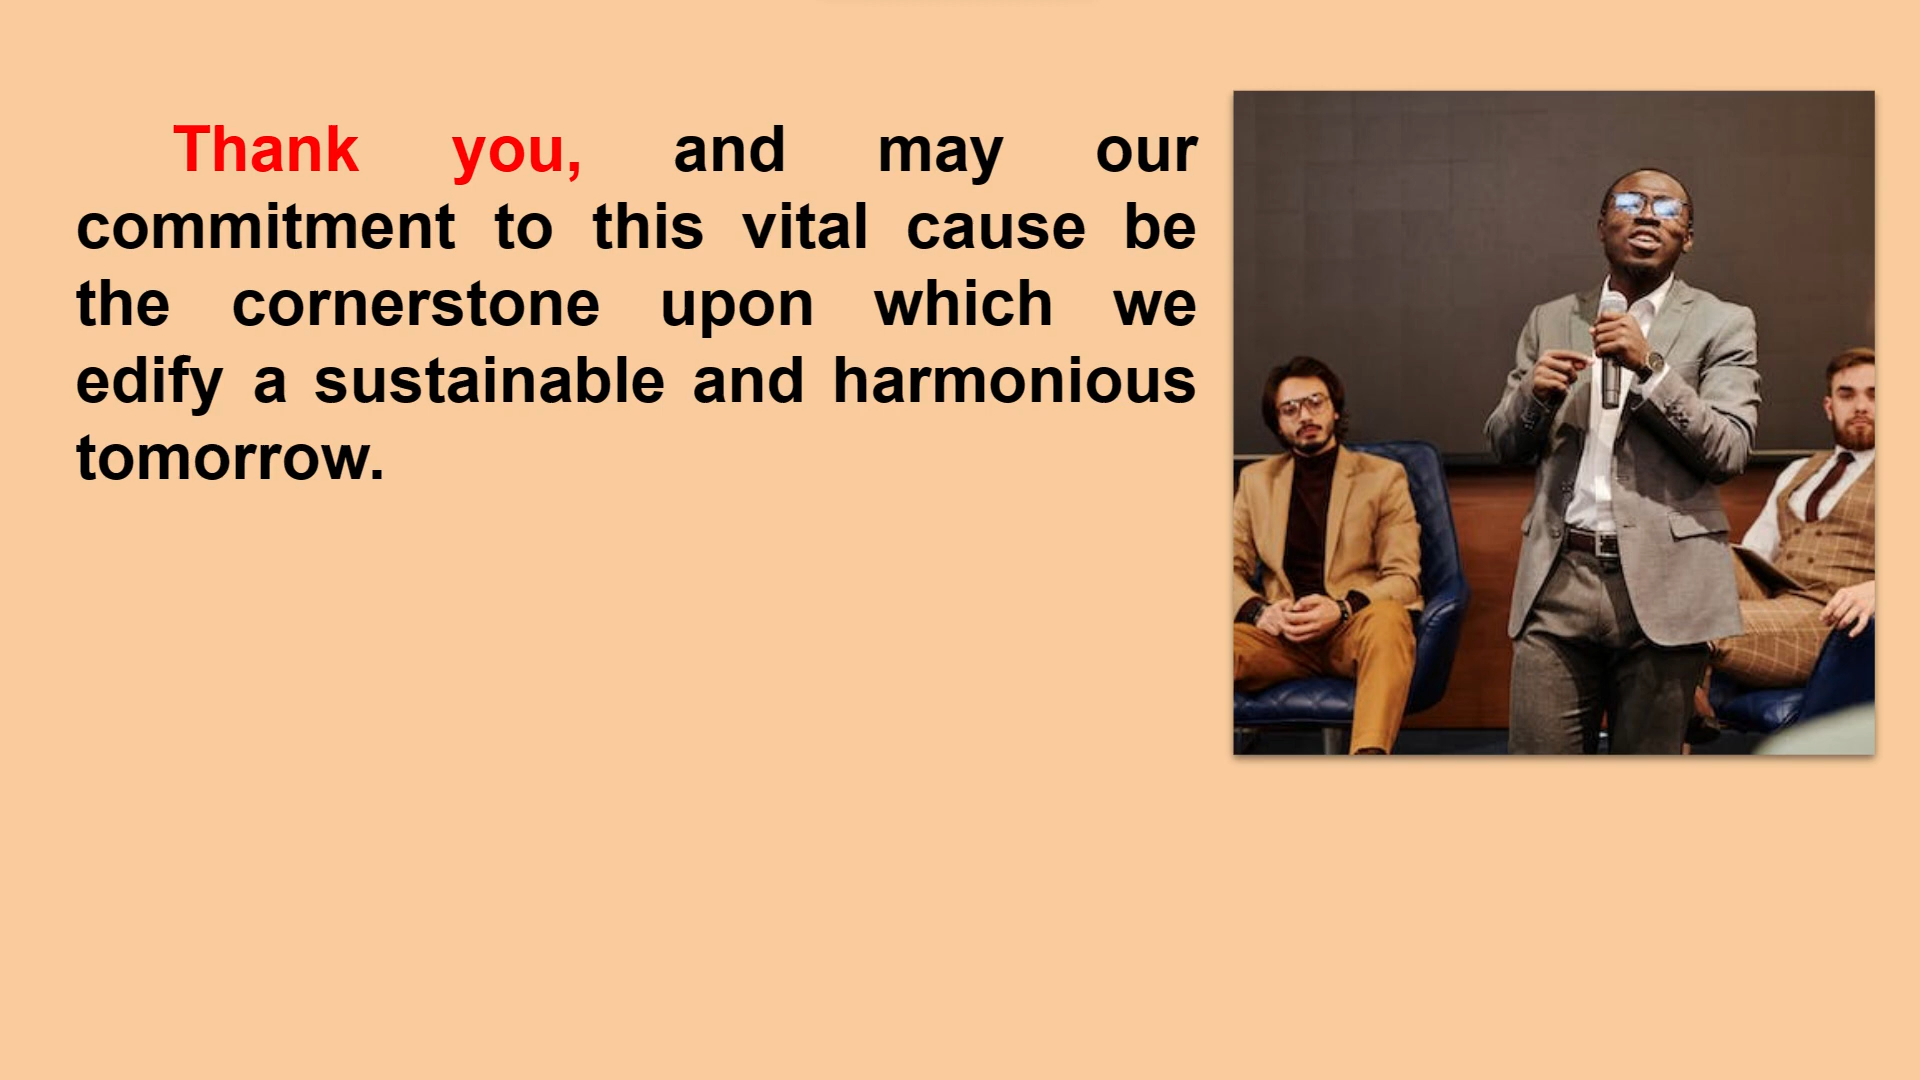 Thank you, and may our
commitment to this vital cause be
the cornerstone upon which we
edify a sustainable and harmonious
tomorrow.